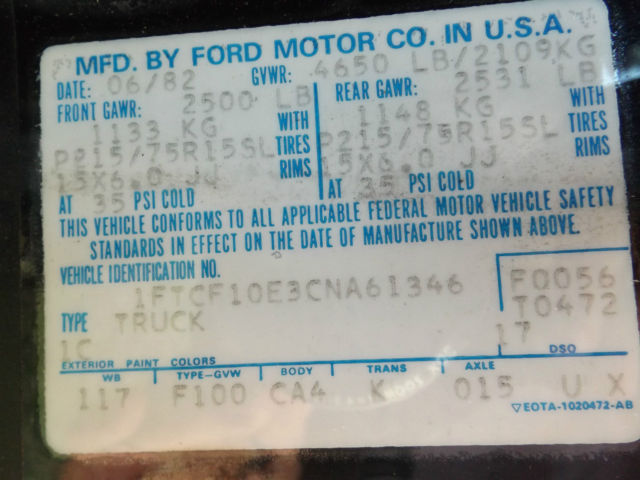 MFD. BY FORD MOTOR CO. IN U.S.A.
DATE: 06/82 GVWR: 4650 LB/2109KG
FRONT GAWR: 2500 LB REAR GAWR: 2531 LB
1133 KG WITH 1148 KG WITH
P215/75R15SL TIRES P215/75R15SL TIRES
15X6.0 JJ RIMS 15X6.0 JJ RIMS
AT 35 PSI COLD AT 35 PSI COLD
THIS VEHICLE CONFORMS TO ALL APPLICABLE FEDERAL MOTOR VEHICLE SAFETY
STANDARDS IN EFFECT ON THE DATE OF MANUFACTURE SHOWN ABOVE.
VEHICLE IDENTIFICATION NO.
1FTCF10E3CNA61346 F0056
TYPE TRUCK T0472
1C 17
EXTERIOR PAINT COLORS DSO
WB TYPE-GVW BODY TRANS AXLE
117 F100 CA4 K 015 U X
▽EOTA-1020472-AB